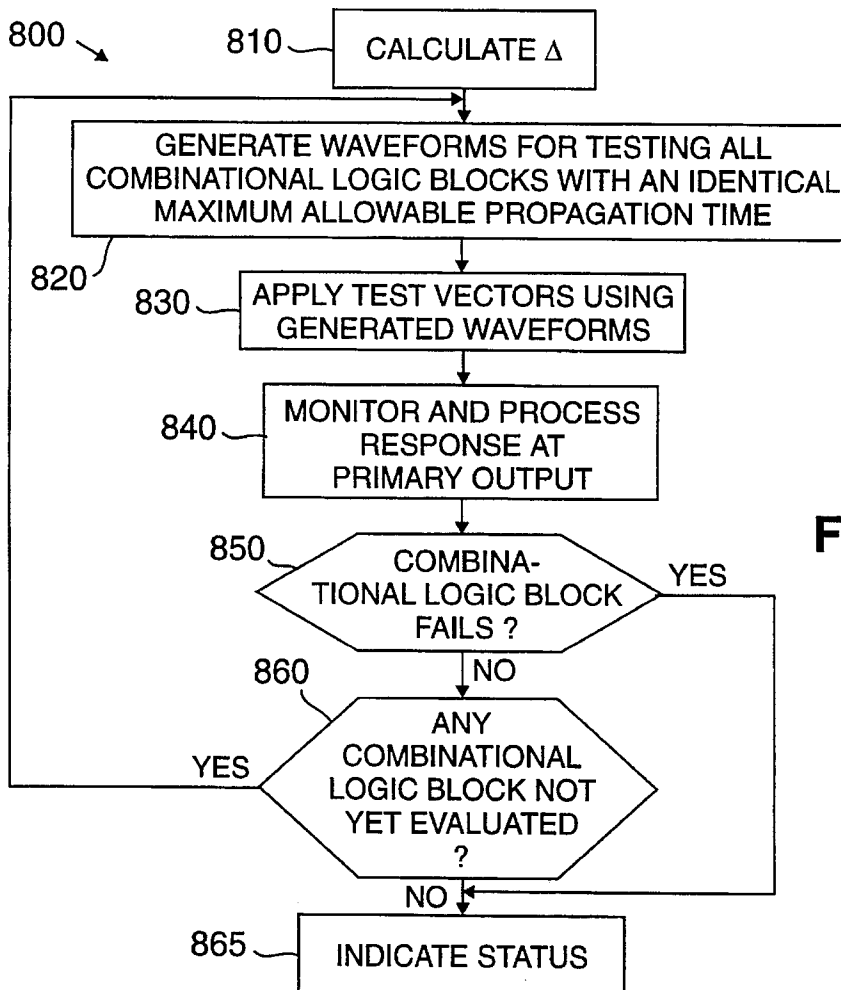 800
810
CALCULATE Δ
GENERATE WAVEFORMS FOR TESTING ALL
COMBINATIONAL LOGIC BLOCKS WITH AN IDENTICAL
MAXIMUM ALLOWABLE PROPAGATION TIME
820
830
APPLY TEST VECTORS USING
GENERATED WAVEFORMS
840
MONITOR AND PROCESS
RESPONSE AT
PRIMARY OUTPUT
F
850
COMBINA-
TIONAL LOGIC BLOCK
FAILS ?
YES
NO
860
ANY
COMBINATIONAL
LOGIC BLOCK NOT
YET EVALUATED
?
YES
NO
865
INDICATE STATUS